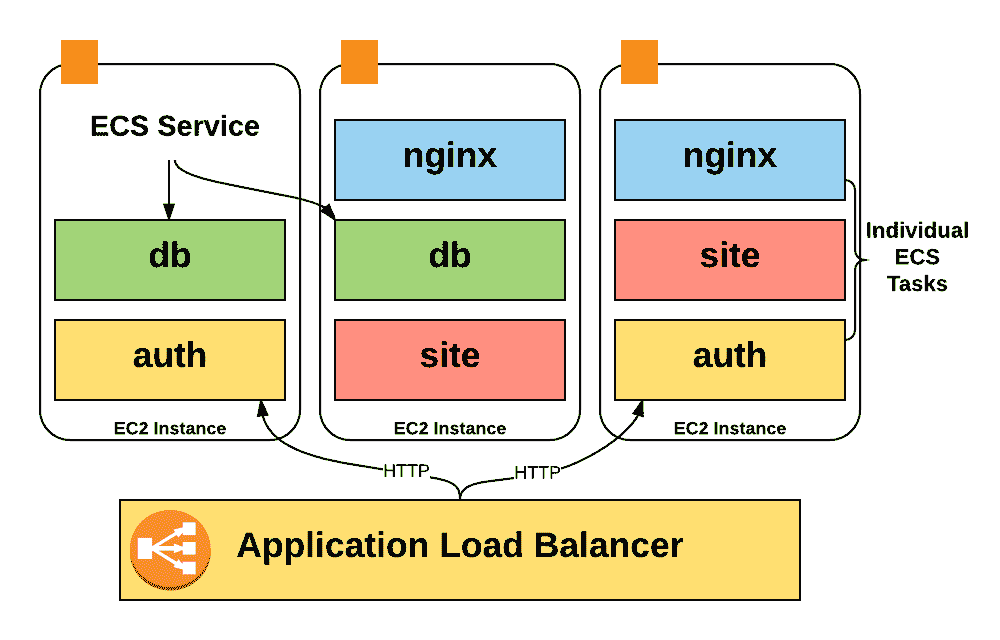 ECS Service
nginx
nginx
db
db
site
Individual
ECS
Tasks
auth
site
auth
EC2 Instance
EC2 Instance
EC2 Instance
HTTP
HTTP
Application Load Balancer